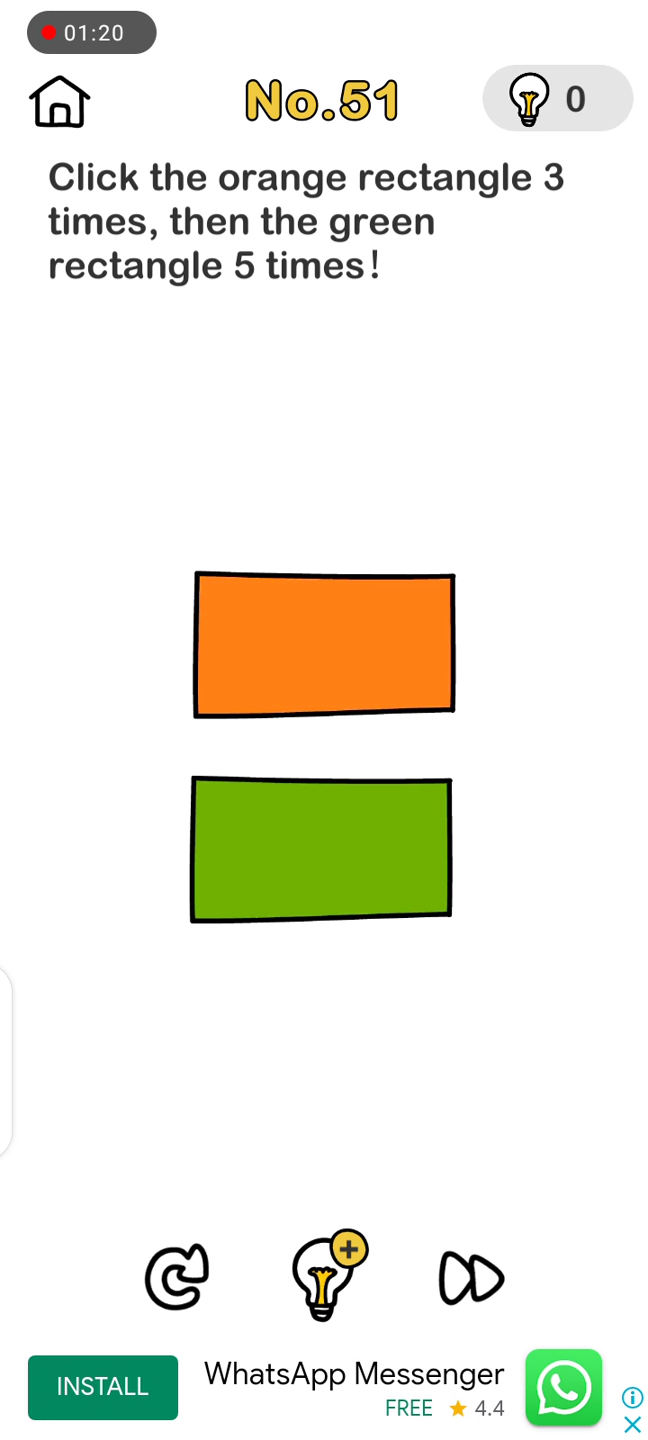 01:20
No.51
0
Click the orange rectangle 3
times, then the green
rectangle 5 times!
INSTALL
WhatsApp Messenger
FREE ★ 4.4